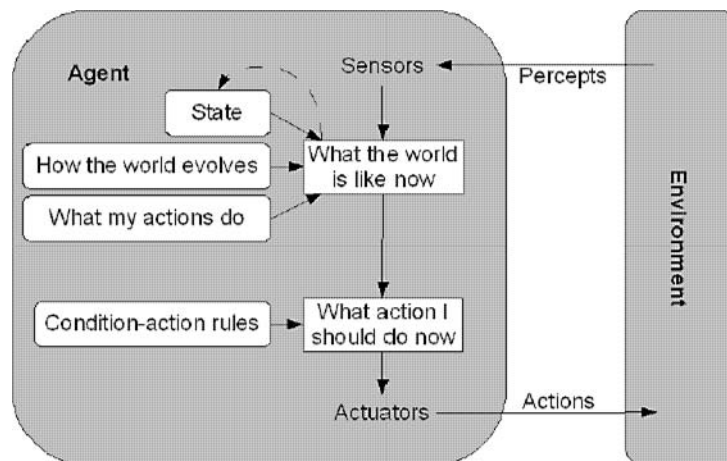 Agent
Sensors
Percepts
State
How the world evolves
What the world
is like now
What my actions do
Environment
Condition-action rules
What action I
should do now
Actuators
Actions